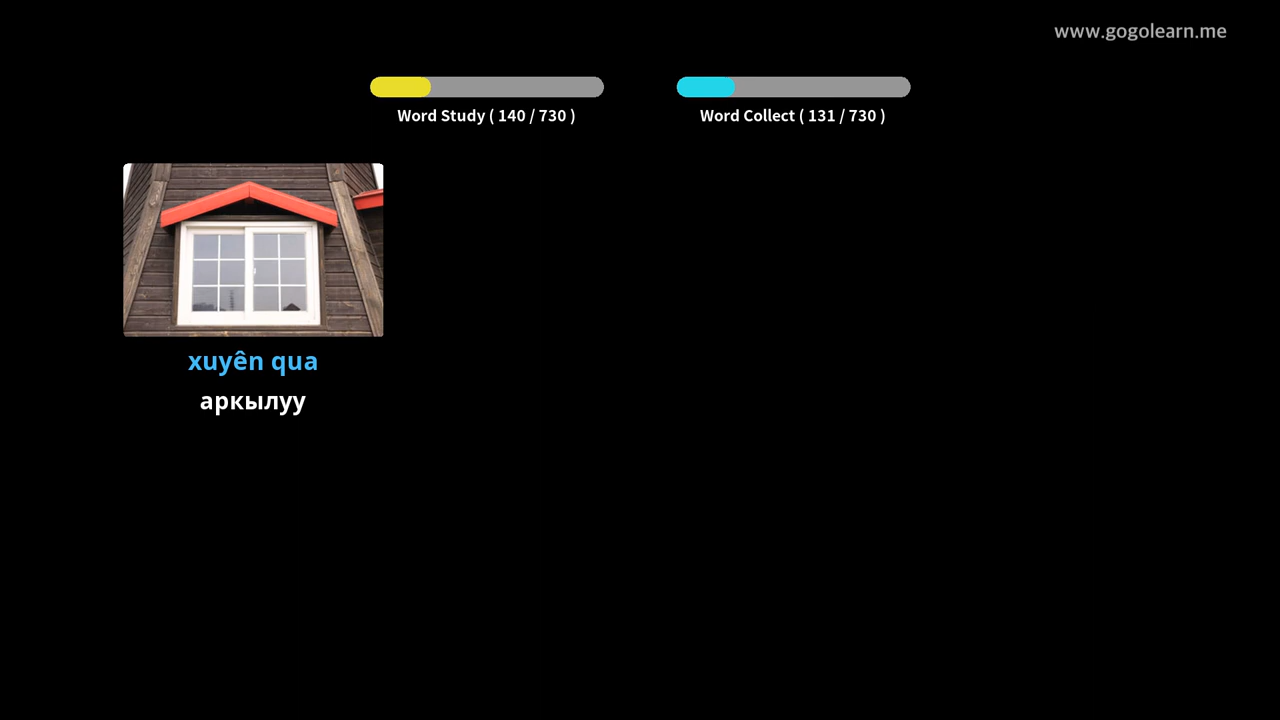 www.gogolearn.me
Word Study ( 140 / 730 )
Word Collect ( 131 / 730 )
xuyên qua
аркылуу